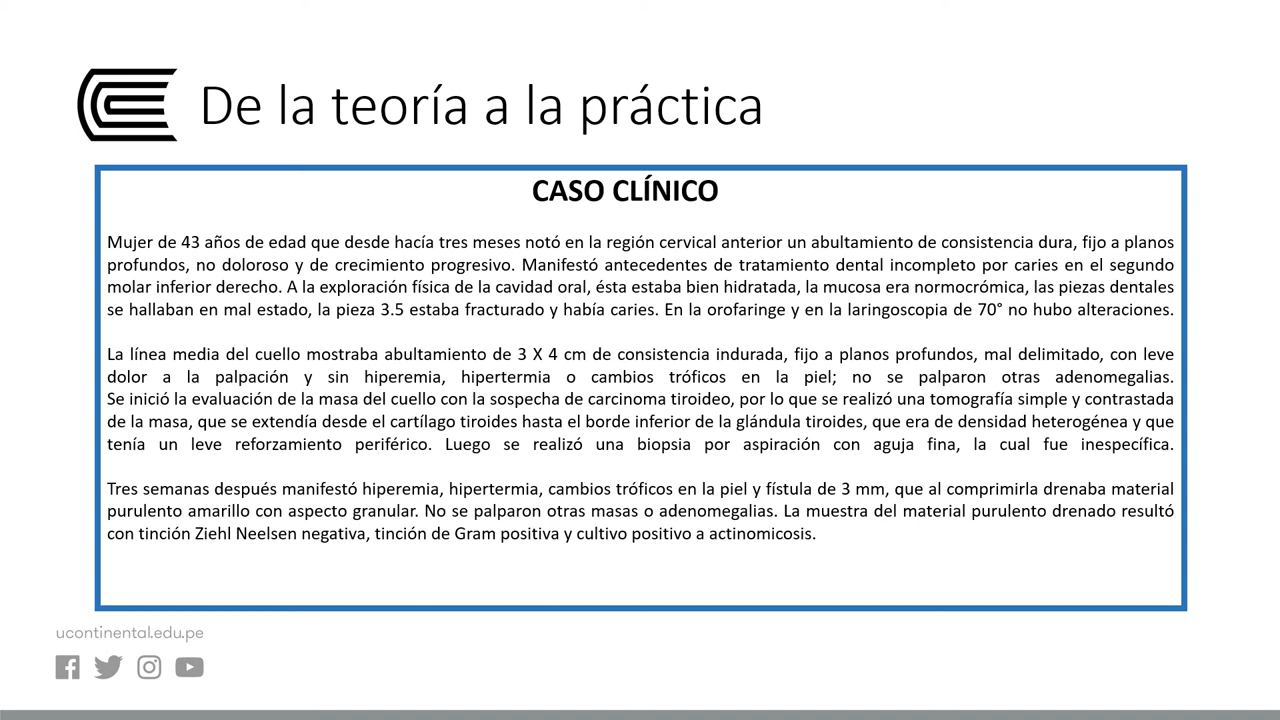 De la teoría a la práctica
CASO CLÍNICO
Mujer de 43 años de edad que desde hacía tres meses notó en la región cervical anterior un abultamiento de consistencia dura, fijo a planos
profundos, no doloroso y de crecimiento progresivo. Manifestó antecedentes de tratamiento dental incompleto por caries en el segundo
molar inferior derecho. A la exploración física de la cavidad oral, ésta estaba bien hidratada, la mucosa era normocrómica, las piezas dentales
se hallaban en mal estado, la pieza 3.5 estaba fracturado y había caries. En la orofaringe y en la laringoscopia de 70° no hubo alteraciones.
La línea media del cuello mostraba abultamiento de 3 X 4 cm de consistencia indurada, fijo a planos profundos, mal delimitado, con leve
dolor a la palpación y sin hiperemia, hipertermia o cambios tróficos en la piel; no se palparon otras adenomegalias.
Se inició la evaluación de la masa del cuello con la sospecha de carcinoma tiroideo, por lo que se realizó una tomografía simple y contrastada
de la masa, que se extendía desde el cartílago tiroides hasta el borde inferior de la glándula tiroides, que era de densidad heterogénea y que
tenía un leve reforzamiento periférico. Luego se realizó una biopsia por aspiración con aguja fina, la cual fue inespecífica.
Tres semanas después manifestó hiperemia, hipertermia, cambios tróficos en la piel y fístula de 3 mm, que al comprimirla drenaba material
purulento amarillo con aspecto granular. No se palparon otras masas o adenomegalias. La muestra del material purulento drenado resultó
con tinción Ziehl Neelsen negativa, tinción de Gram positiva y cultivo positivo a actinomicosis.
ucontinental.edu.pe